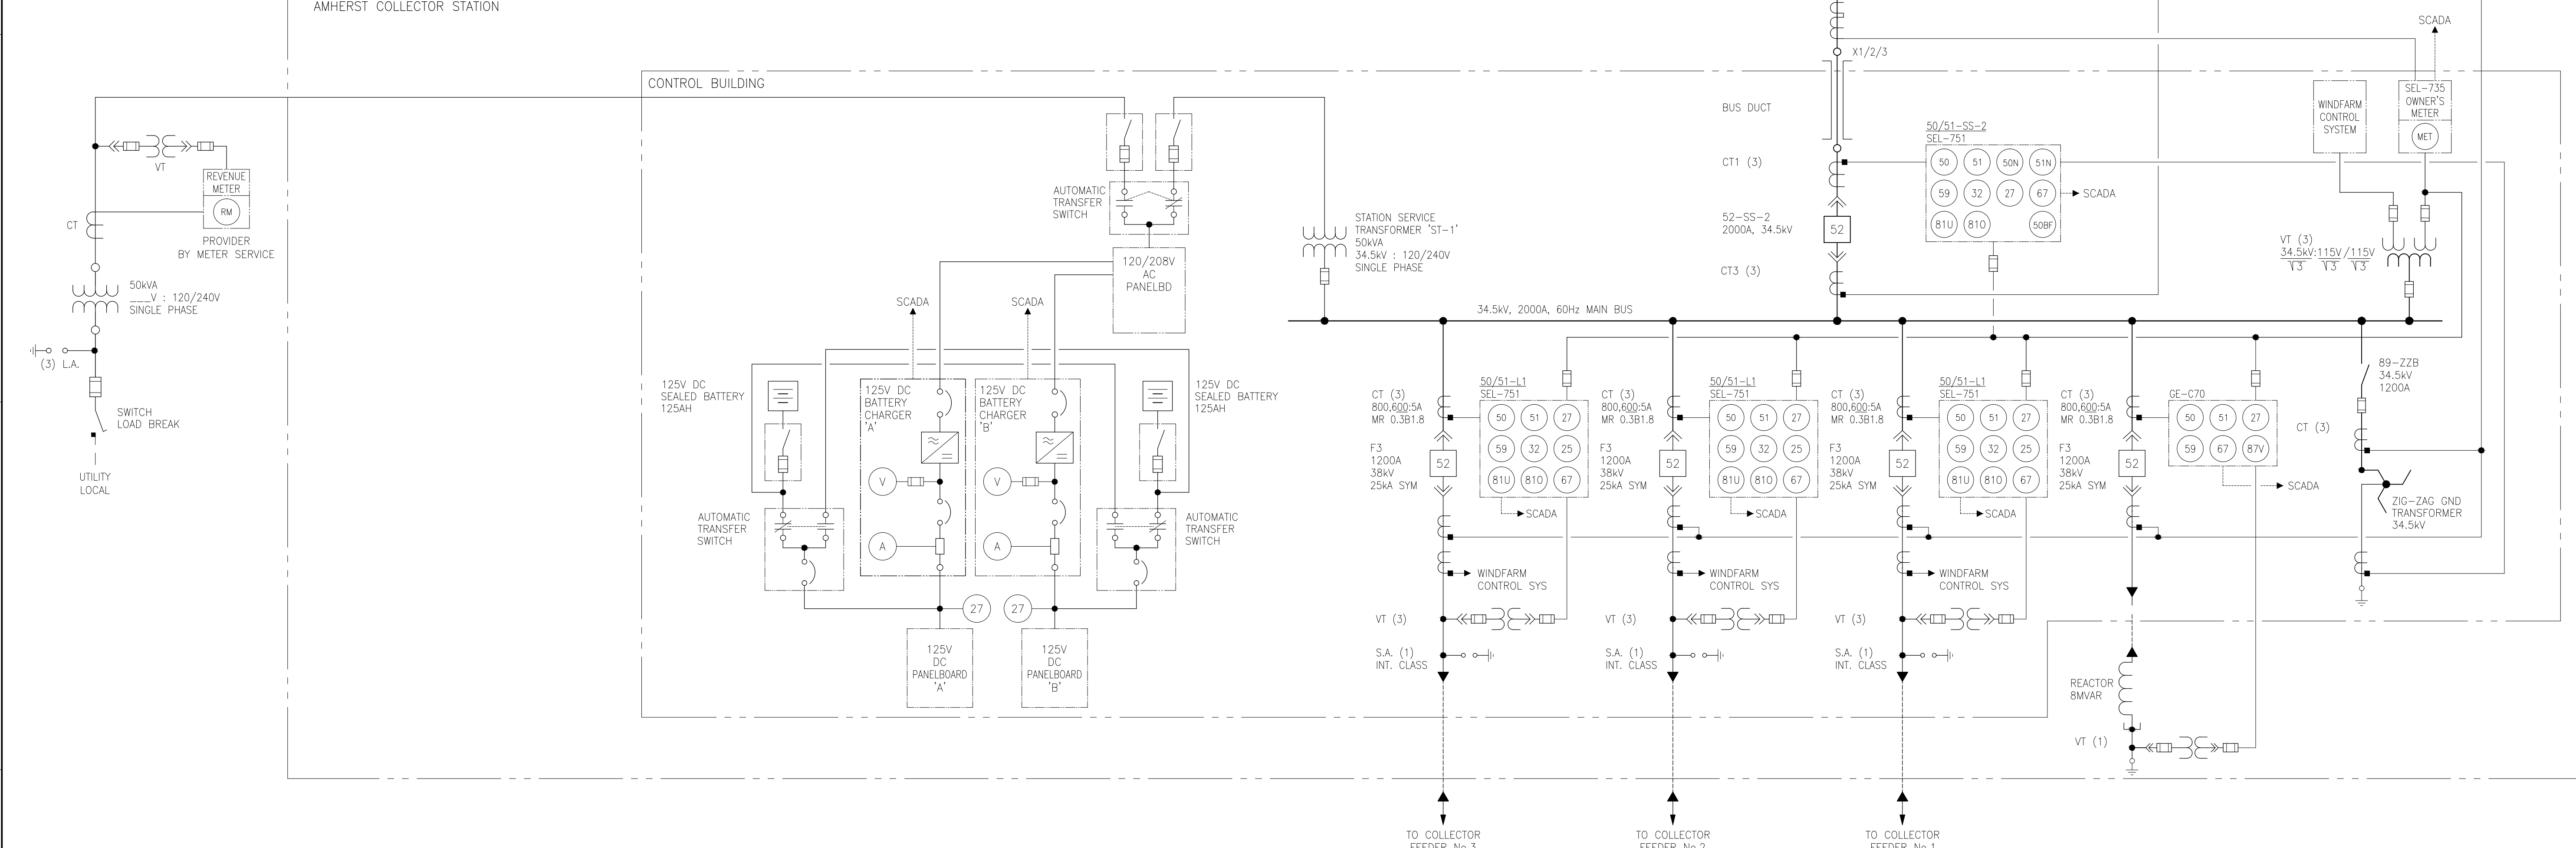 AMHERST COLLECTOR STATION
CONTROL BUILDING
VT
REVENUE
METER
RM
CT
PROVIDER
BY METER SERVICE
50kVA
___V : 120/240V
SINGLE PHASE
(3) L.A.
SWITCH
LOAD BREAK
UTILITY
LOCAL
AUTOMATIC
TRANSFER
SWITCH
120/208V
AC
PANELBD
STATION SERVICE
TRANSFORMER 'ST-1'
50kVA
34.5kV : 120/240V
SINGLE PHASE
SCADA
SCADA
125V DC
SEALED BATTERY
125AH
125V DC
BATTERY
CHARGER
'A'
125V DC
BATTERY
CHARGER
'B'
125V DC
SEALED BATTERY
125AH
V
V
A
A
AUTOMATIC
TRANSFER
SWITCH
AUTOMATIC
TRANSFER
SWITCH
27
27
125V
DC
PANELBOARD
'A'
125V
DC
PANELBOARD
'B'
X1/2/3
BUS DUCT
CT1 (3)
52-SS-2
2000A, 34.5kV
52
CT3 (3)
50/51-SS-2
SEL-751
50 51 50N 51N
59 32 27 67
81U 81O 50BF
SCADA
WINDFARM
CONTROL
SYSTEM
SCADA
SEL-735
OWNER'S
METER
MET
VT (3)
34.5kV:115V/115V
√3 √3 √3
34.5kV, 2000A, 60Hz MAIN BUS
CT (3)
800,600:5A
MR 0.3B1.8
F3
1200A
38kV
25kA SYM
52
50/51-L1
SEL-751
50 51 27
59 32 25
81U 81O 67
SCADA
WINDFARM
CONTROL SYS
VT (3)
S.A. (1)
INT. CLASS
TO COLLECTOR
FEEDER No.3
CT (3)
800,600:5A
MR 0.3B1.8
F3
1200A
38kV
25kA SYM
52
50/51-L1
SEL-751
50 51 27
59 32 25
81U 81O 67
SCADA
WINDFARM
CONTROL SYS
VT (3)
S.A. (1)
INT. CLASS
TO COLLECTOR
FEEDER No.2
CT (3)
800,600:5A
MR 0.3B1.8
F3
1200A
38kV
25kA SYM
52
50/51-L1
SEL-751
50 51 27
59 32 25
81U 81O 67
SCADA
WINDFARM
CONTROL SYS
VT (3)
S.A. (1)
INT. CLASS
TO COLLECTOR
FEEDER No.1
CT (3)
800,600:5A
MR 0.3B1.8
F3
1200A
38kV
25kA SYM
52
GE-C70
50 51 27
59 67 87V
SCADA
REACTOR
8MVAR
VT (1)
89-ZZB
34.5kV
1200A
CT (3)
ZIG-ZAG GND
TRANSFORMER
34.5kV